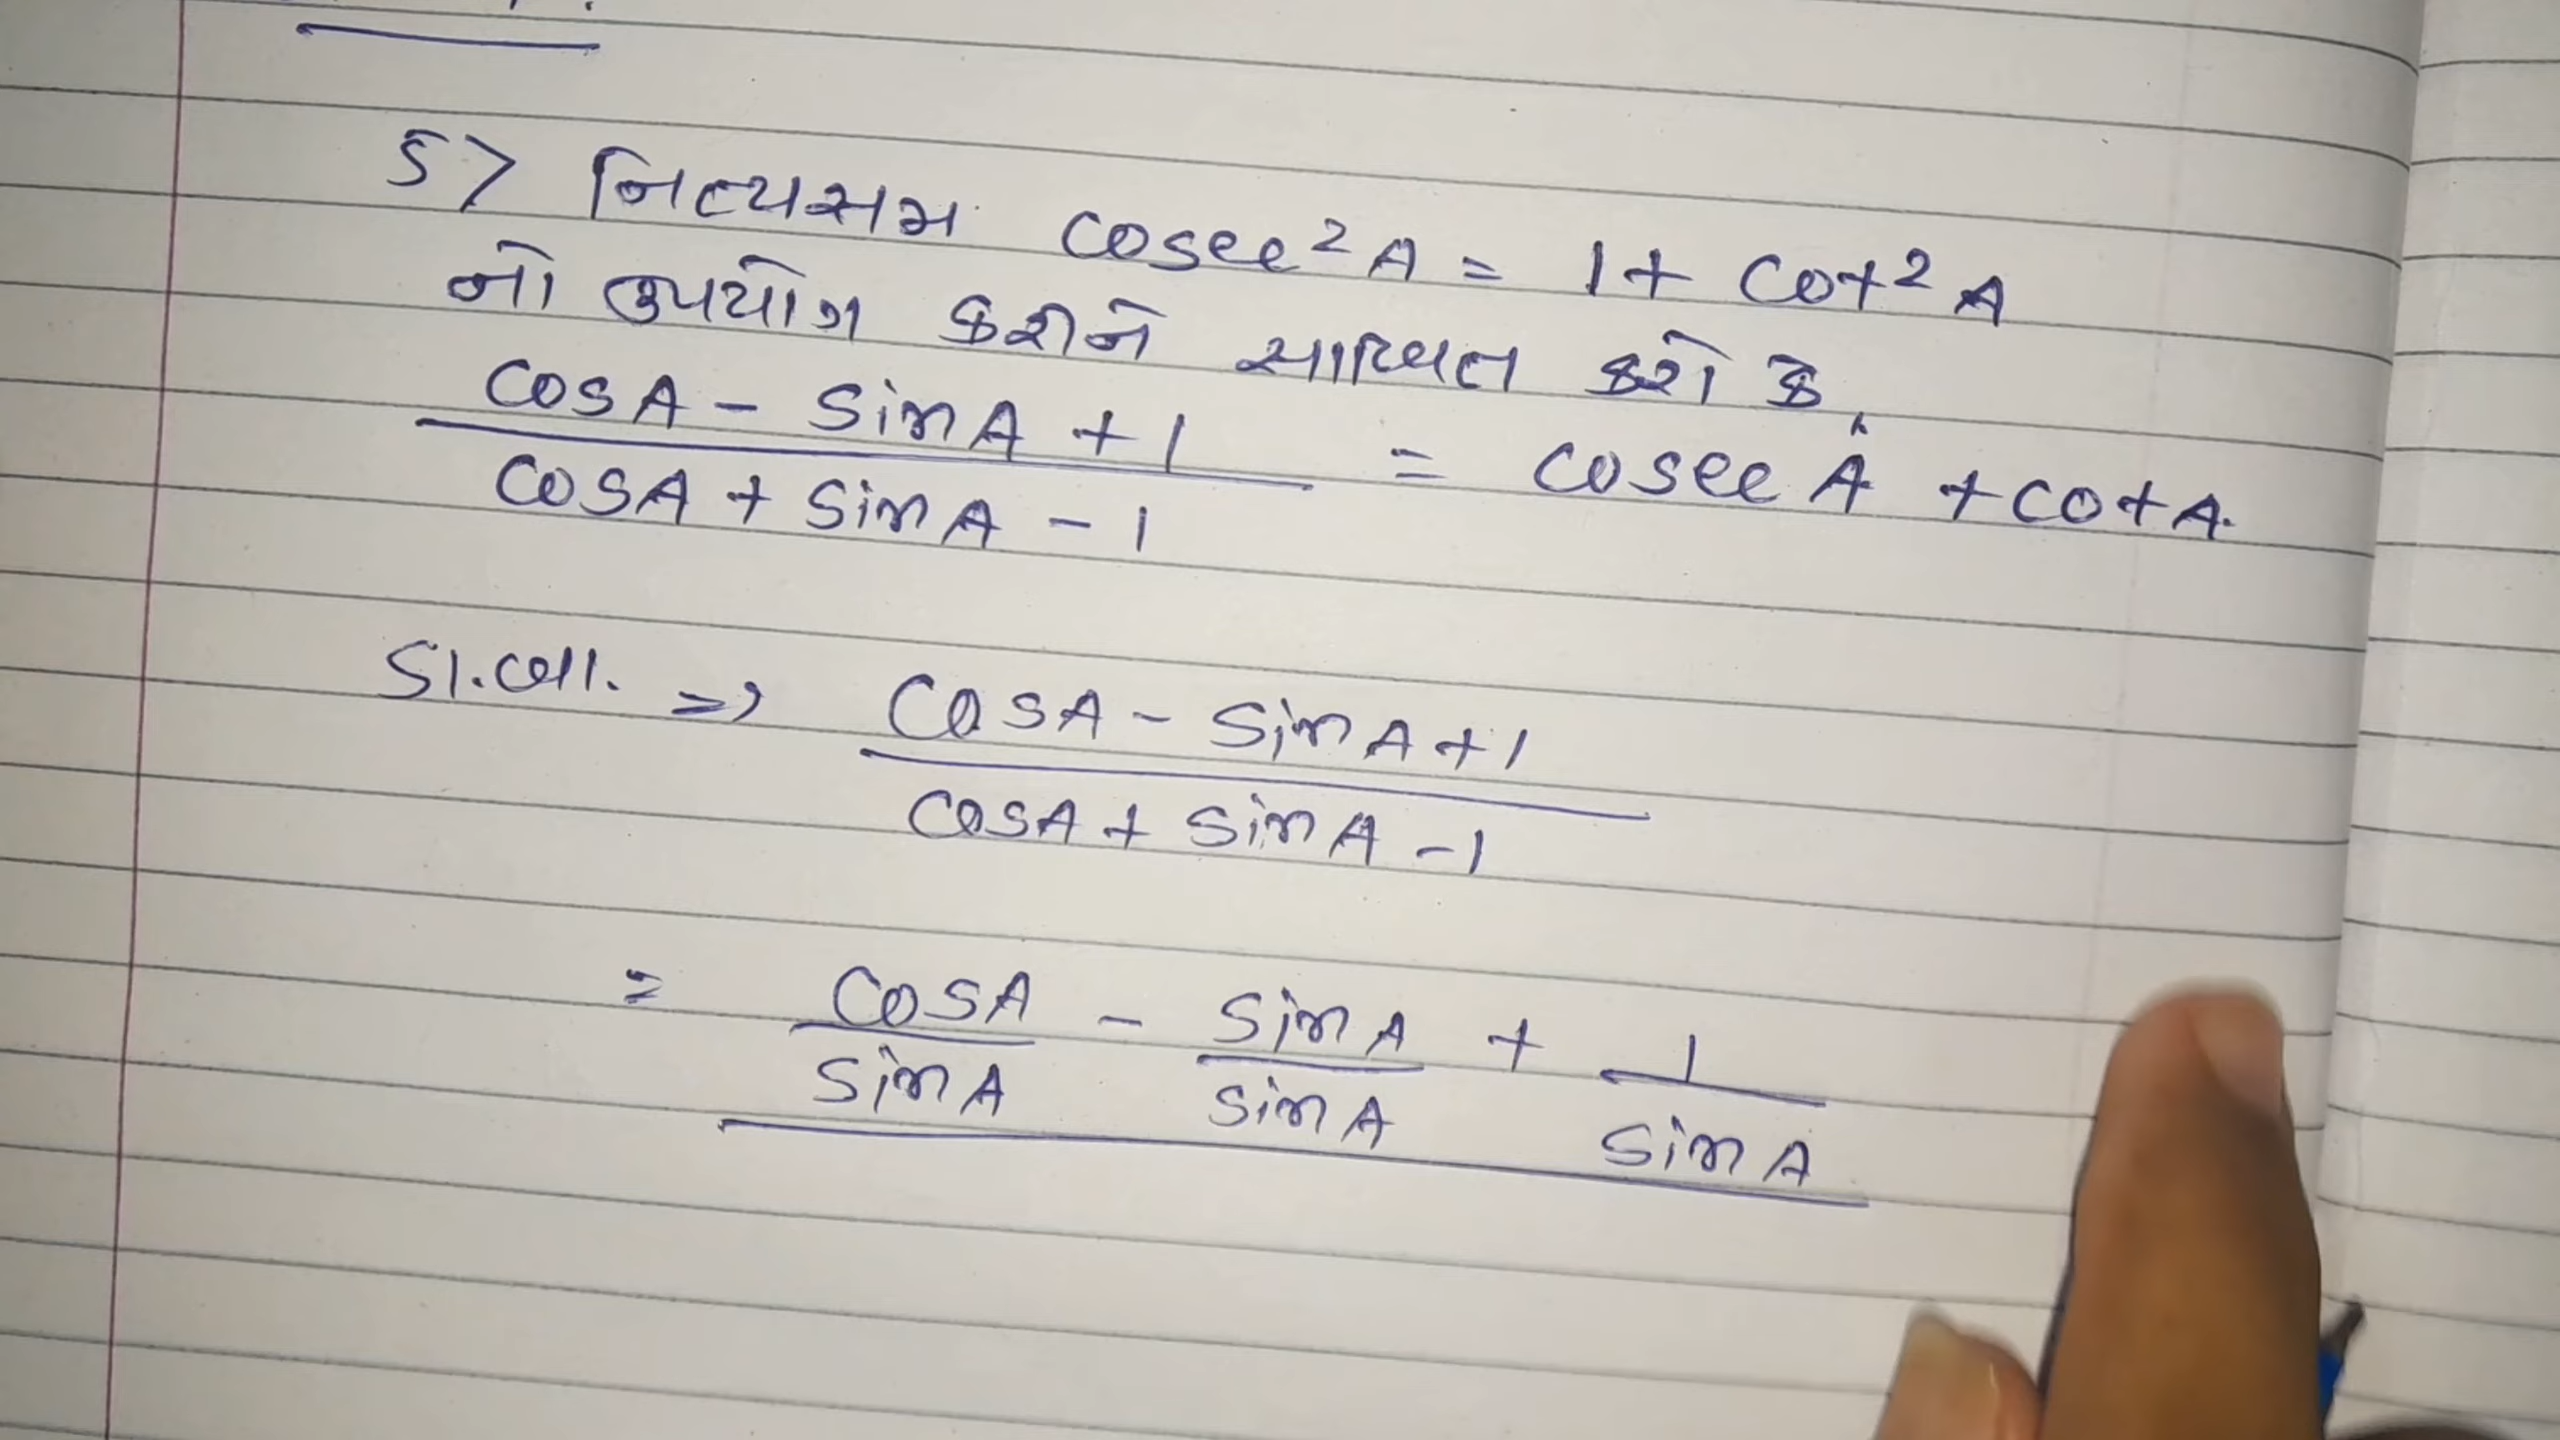 5> નિત્યસમ cosec²A = 1 + cot²A
નો ઉપયોગ કરીને સાબિત કરો કે,
cosA - sinA + 1
= cosec A + cotA.
cosA + sinA - 1
ડા.બા. => cosA - sinA + 1
cosA + sinA - 1
= cosA - sinA + 1
sinA sinA sinA